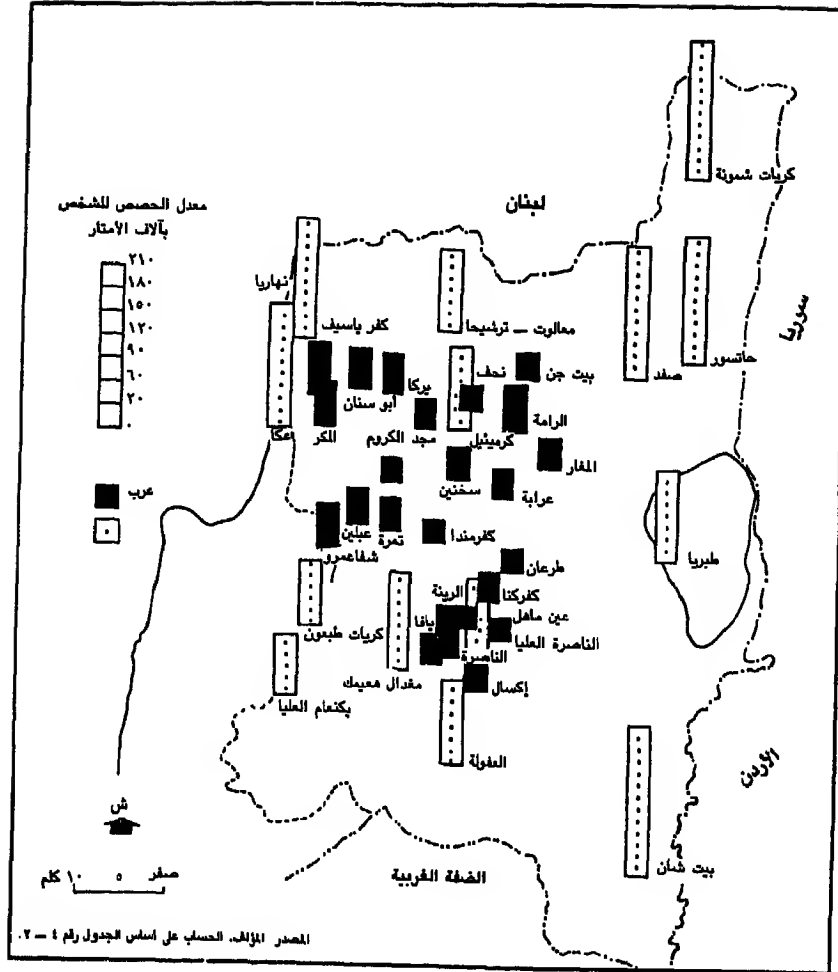 لبنان
سوريا
كريات شمونة
معدل الحصص للشخص
بآلاف الأمتار
٢١٠
١٨٠
١٥٠
١٢٠
٩٠
٦٠
٢٠
٠
عرب
نهاريا
كفر ياسيف
معالوت – ترشيحا
صفد
حاتسور
أبو سنان
يركا
نحف
بيت جن
عكا
المكر
مجد الكروم
كرميئيل
الرامة
المغار
سخنين
عرابة
عبلين
تمرة
كفرمندا
شفاعمرو
طرعان
طبريا
الرينة
كفركنا
عين ماهل
يافا
الناصرة العليا
كريات طبعون
الناصرة
مغدال هعيمك
إكسال
يكنعام العليا
العفولة
الأردن
بيت شان
الضفة الغربية
ش
صفر ٥ ١٠ كلم
المصدر المؤلف. الحساب على أساس الجدول رقم ٤ – ٢.